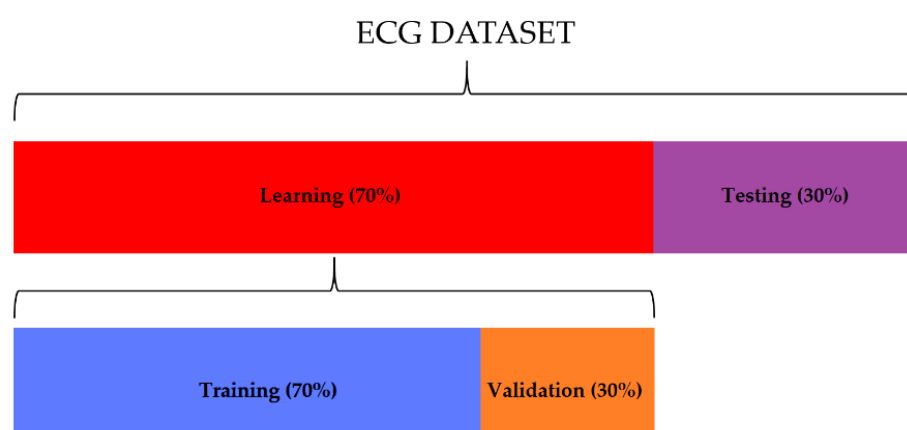 ECG DATASET
Learning (70%)
Testing (30%)
Training (70%)
Validation (30%)